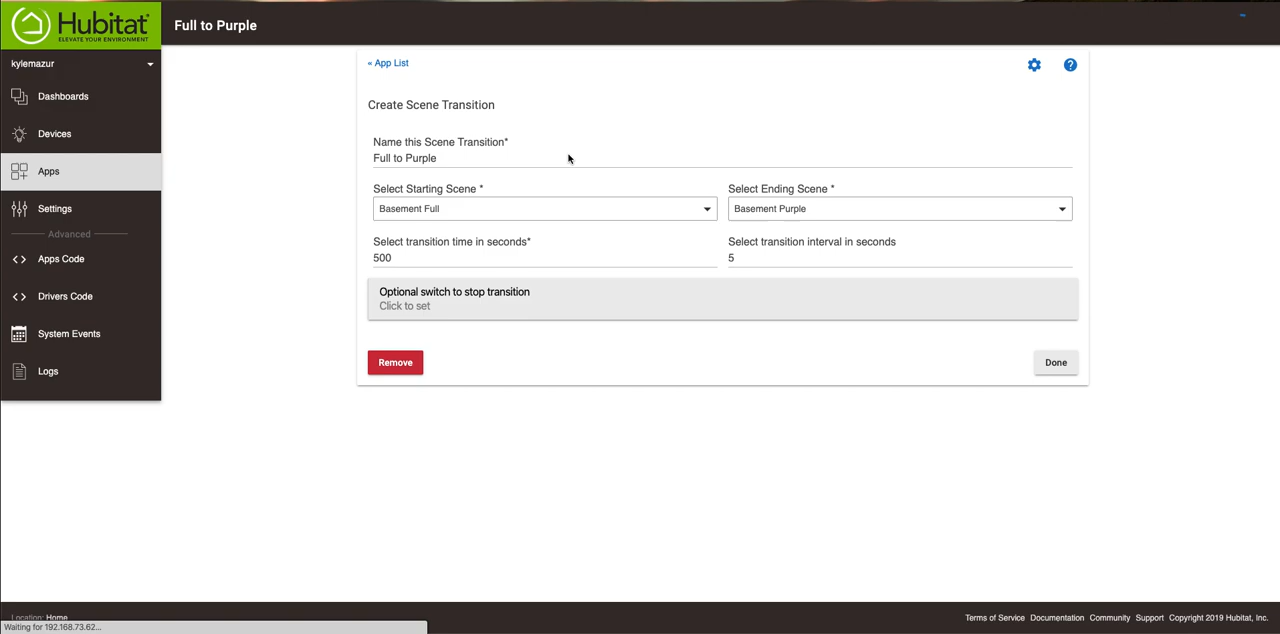 Hubitat
ELEVATE YOUR ENVIRONMENT
Full to Purple
kylemazur
Dashboards
Devices
Apps
Settings
Advanced
Apps Code
Drivers Code
System Events
Logs
« App List
?
Create Scene Transition
Name this Scene Transition*
Full to Purple
Select Starting Scene *
Select Ending Scene *
Basement Full
Basement Purple
Select transition time in seconds*
Select transition interval in seconds
500
5
Optional switch to stop transition
Click to set
Remove
Done
Location: Home
Terms of Service Documentation Community Support Copyright 2019 Hubitat, Inc.
Waiting for 192.168.73.62...